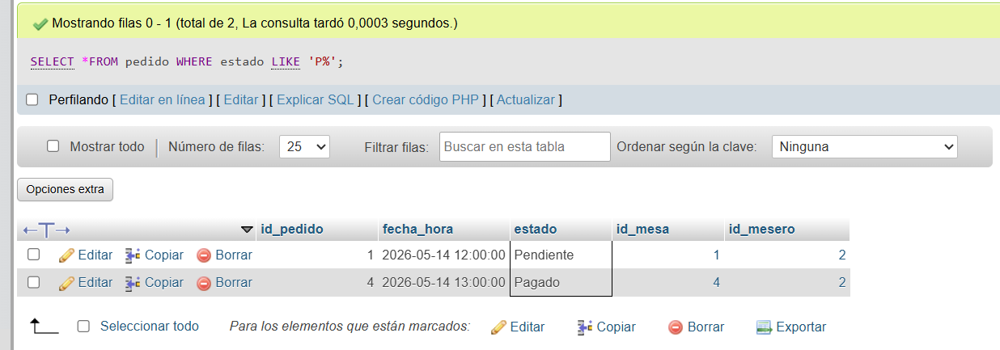 Mostrando filas 0 - 1 (total de 2, La consulta tardó 0,0003 segundos.)
SELECT *FROM pedido WHERE estado LIKE 'P%';
Perfilando [ Editar en línea ] [ Editar ] [ Explicar SQL ] [ Crear código PHP ] [ Actualizar ]
Mostrar todo Número de filas: 25 Filtrar filas: Buscar en esta tabla Ordenar según la clave: Ninguna
Opciones extra
id_pedido fecha_hora estado id_mesa id_mesero
Editar Copiar Borrar 1 2026-05-14 12:00:00 Pendiente 1 2
Editar Copiar Borrar 4 2026-05-14 13:00:00 Pagado 4 2
Seleccionar todo Para los elementos que están marcados: Editar Copiar Borrar Exportar